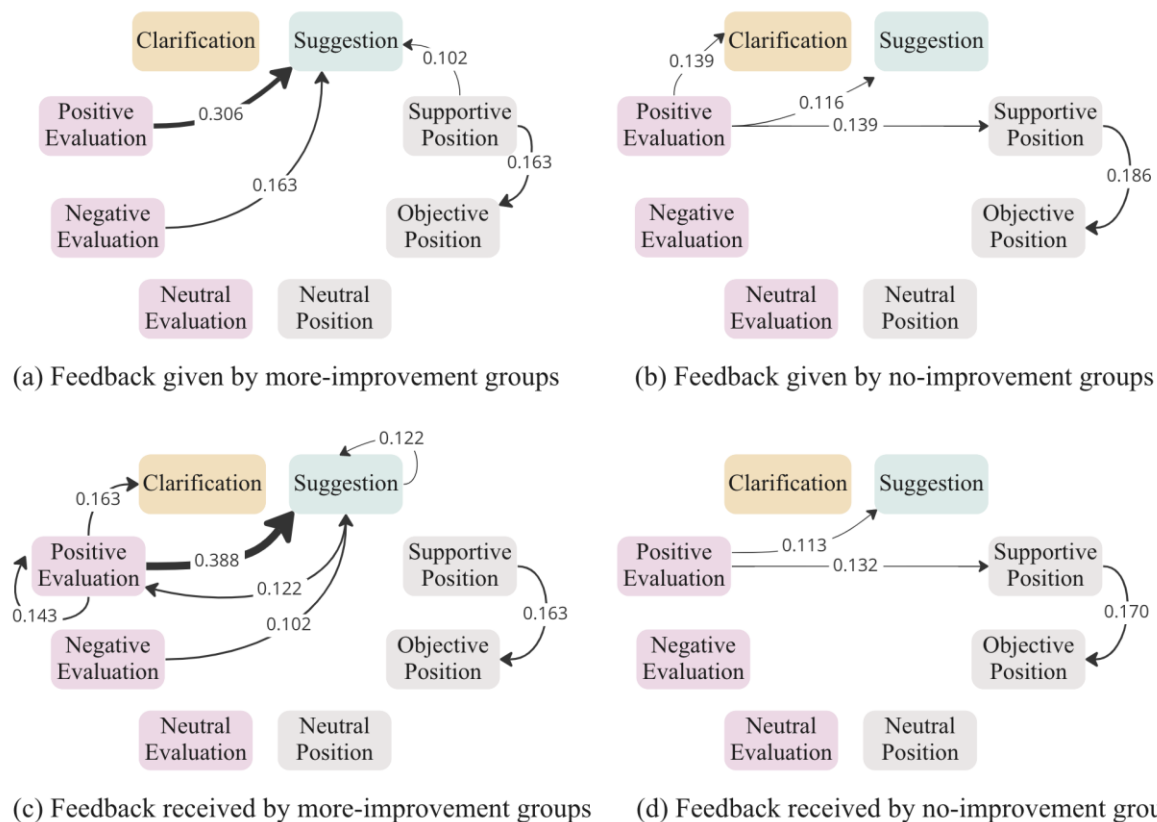 Clarification
Suggestion
0.102
Positive
Evaluation
0.306
Supportive
Position
0.163
0.163
Negative
Evaluation
Objective
Position
Neutral
Evaluation
Neutral
Position
(a) Feedback given by more-improvement groups
Clarification
Suggestion
0.139
Positive
Evaluation
0.116
0.139
Supportive
Position
0.186
Negative
Evaluation
Objective
Position
Neutral
Evaluation
Neutral
Position
(b) Feedback given by no-improvement groups
0.122
Clarification
Suggestion
0.163
Positive
Evaluation
0.388
Supportive
Position
0.122
0.143
0.102
0.163
Negative
Evaluation
Objective
Position
Neutral
Evaluation
Neutral
Position
(c) Feedback received by more-improvement groups
Clarification
Suggestion
0.113
Positive
Evaluation
0.132
Supportive
Position
0.170
Negative
Evaluation
Objective
Position
Neutral
Evaluation
Neutral
Position
(d) Feedback received by no-improvement